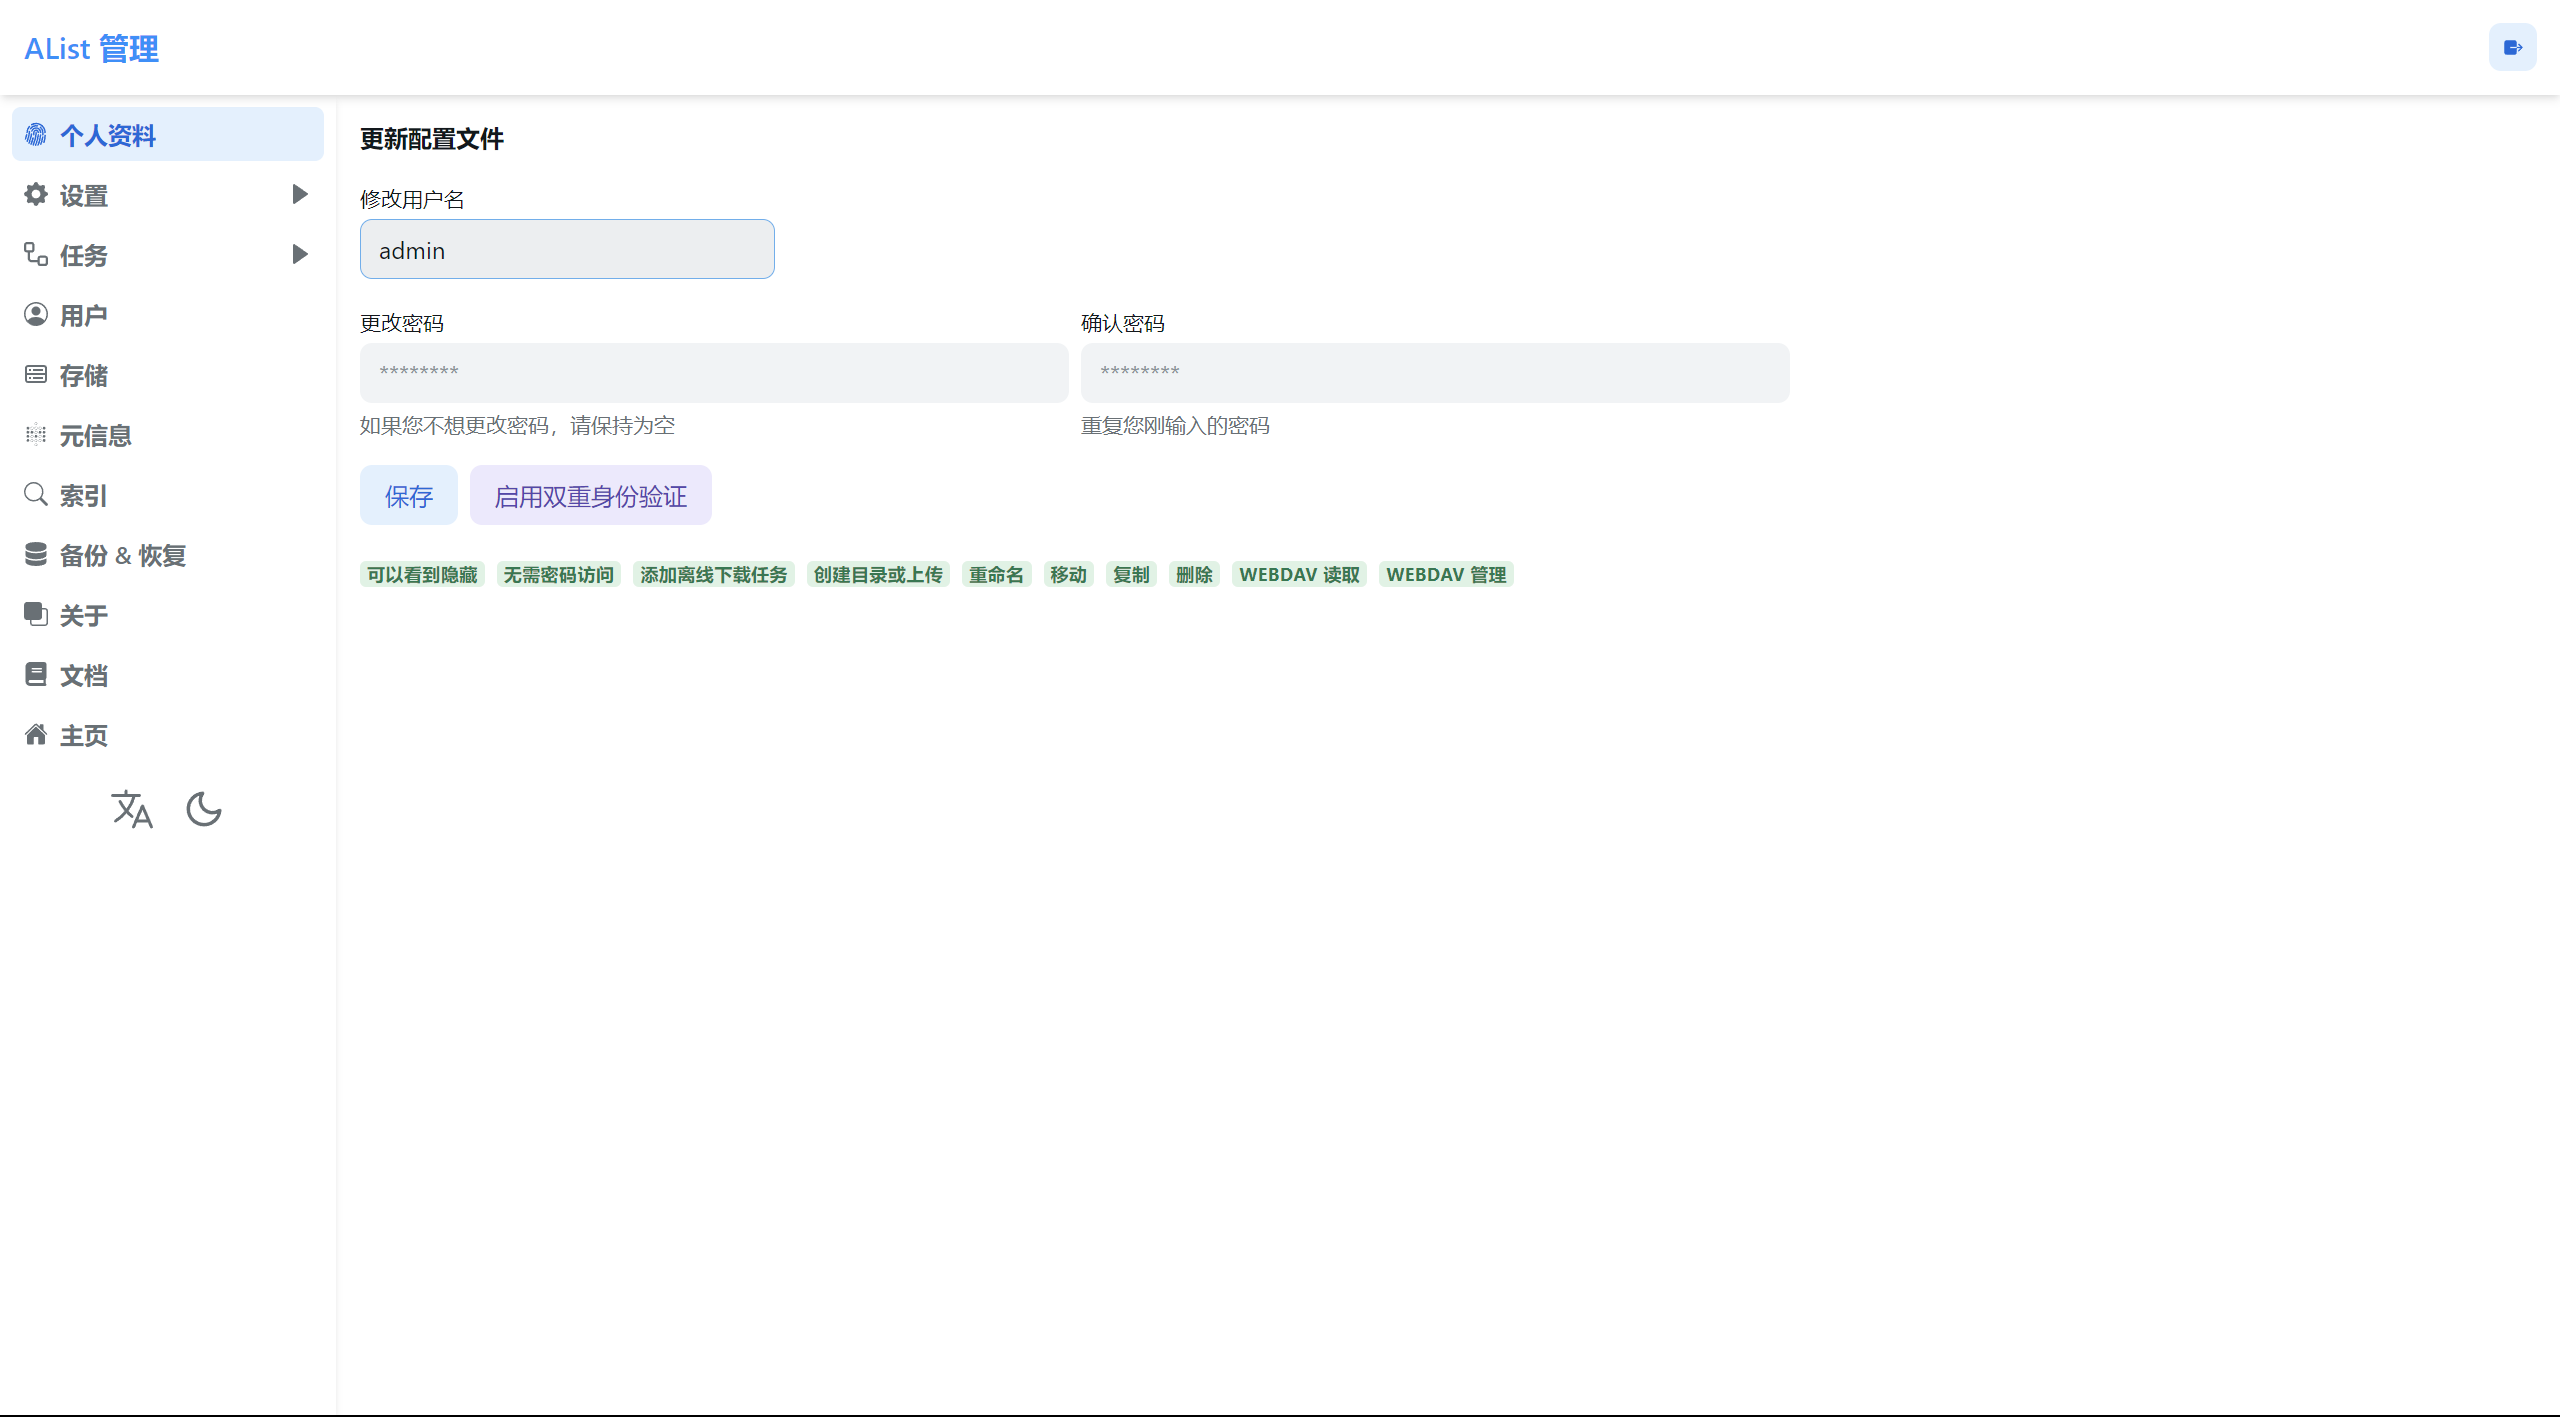 AList 管理
个人资料
设置
任务
用户
存储
元信息
索引
备份 & 恢复
关于
文档
主页
更新配置文件
修改用户名
admin
更改密码
********
如果您不想更改密码，请保持为空
确认密码
********
重复您刚输入的密码
保存 启用双重身份验证
可以看到隐藏 无需密码访问 添加离线下载任务 创建目录或上传 重命名 移动 复制 删除 WEBDAV 读取 WEBDAV 管理